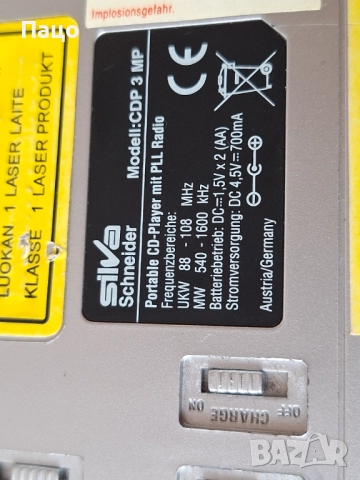 Пацо
Implosionsgefahr.
LUOKAN 1 LASER LAITE
KLASSE 1 LASER PRODUKT
silva
Schneider
Modell:CDP 3 MP
Portable CD-Player mit PLL Radio
Frequenzbereiche:
UKW 88 - 108 MHz
MW 540 - 1600 kHz
Batteriebetrieb: DC 1,5V x 2 (AA)
Stromversorgung: DC 4,5V 700mA
Austria/Germany
CE
OFF
ON
CHARGE
BAZAR